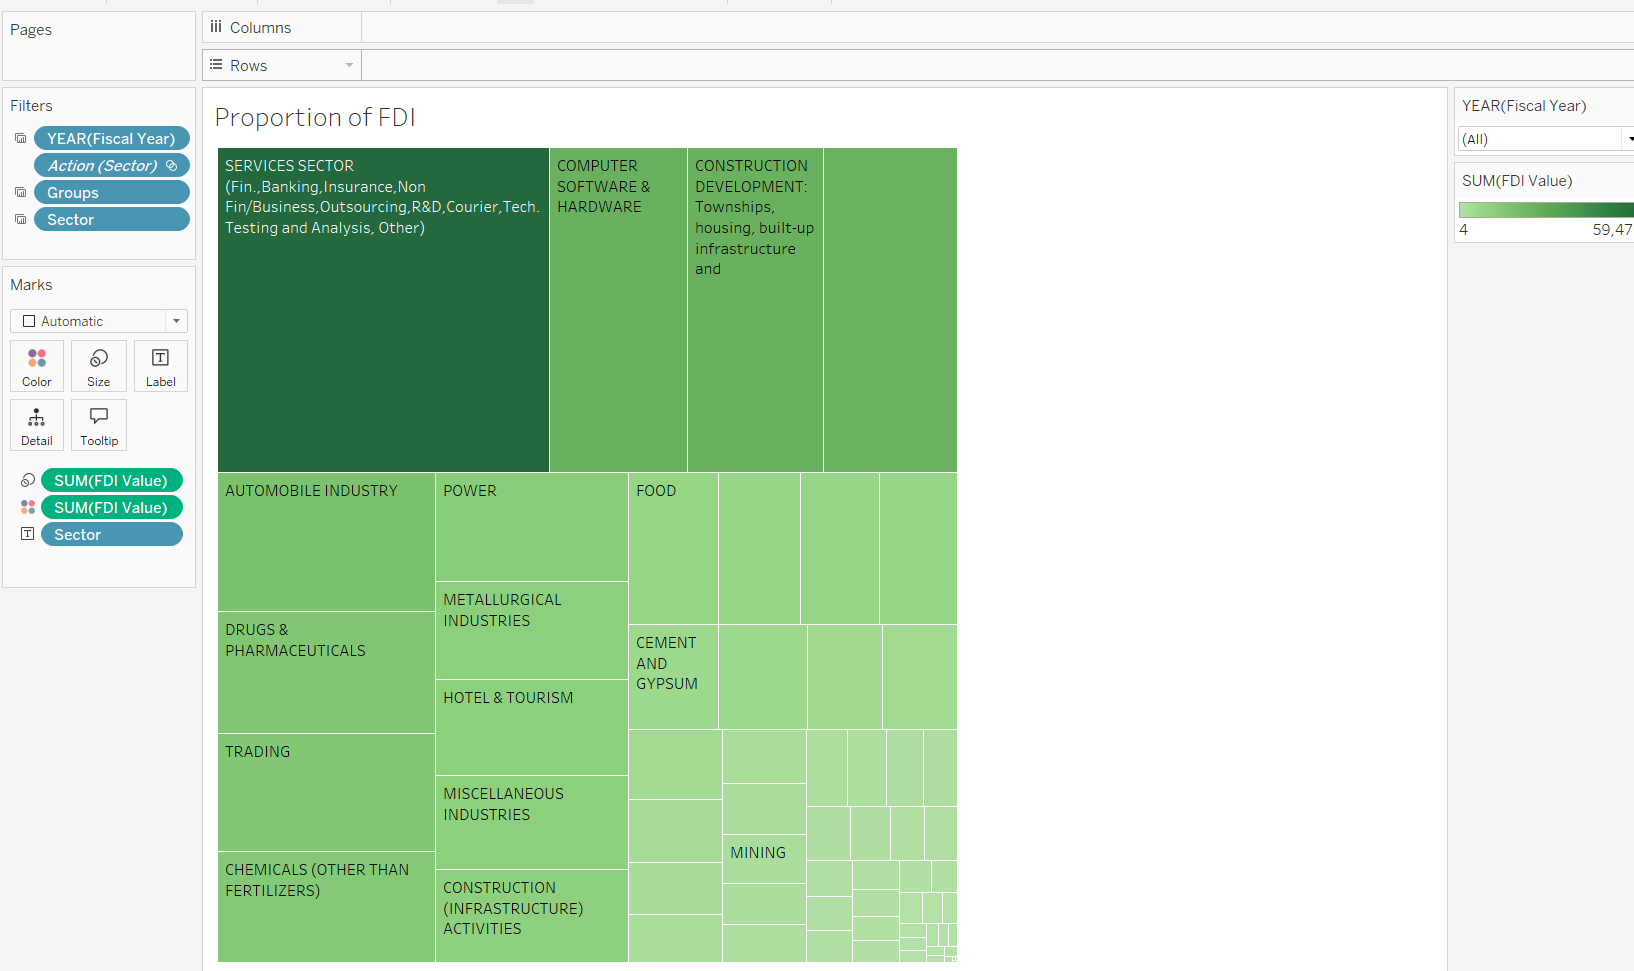 Pages
Columns
Rows
Filters
YEAR(Fiscal Year)
Action (Sector)
Groups
Sector
Marks
Automatic
Color
Size
Label
Detail
Tooltip
SUM(FDI Value)
SUM(FDI Value)
Sector
Proportion of FDI
SERVICES SECTOR
(Fin.,Banking,Insurance,Non
Fin/Business,Outsourcing,R&D,Courier,Tech.
Testing and Analysis, Other)
COMPUTER
SOFTWARE &
HARDWARE
CONSTRUCTION
DEVELOPMENT:
Townships,
housing, built-up
infrastructure
and
AUTOMOBILE INDUSTRY
DRUGS &
PHARMACEUTICALS
TRADING
CHEMICALS (OTHER THAN
FERTILIZERS)
POWER
METALLURGICAL
INDUSTRIES
HOTEL & TOURISM
MISCELLANEOUS
INDUSTRIES
CONSTRUCTION
(INFRASTRUCTURE)
ACTIVITIES
FOOD
CEMENT
AND
GYPSUM
MINING
YEAR(Fiscal Year)
(All)
SUM(FDI Value)
4 59,47